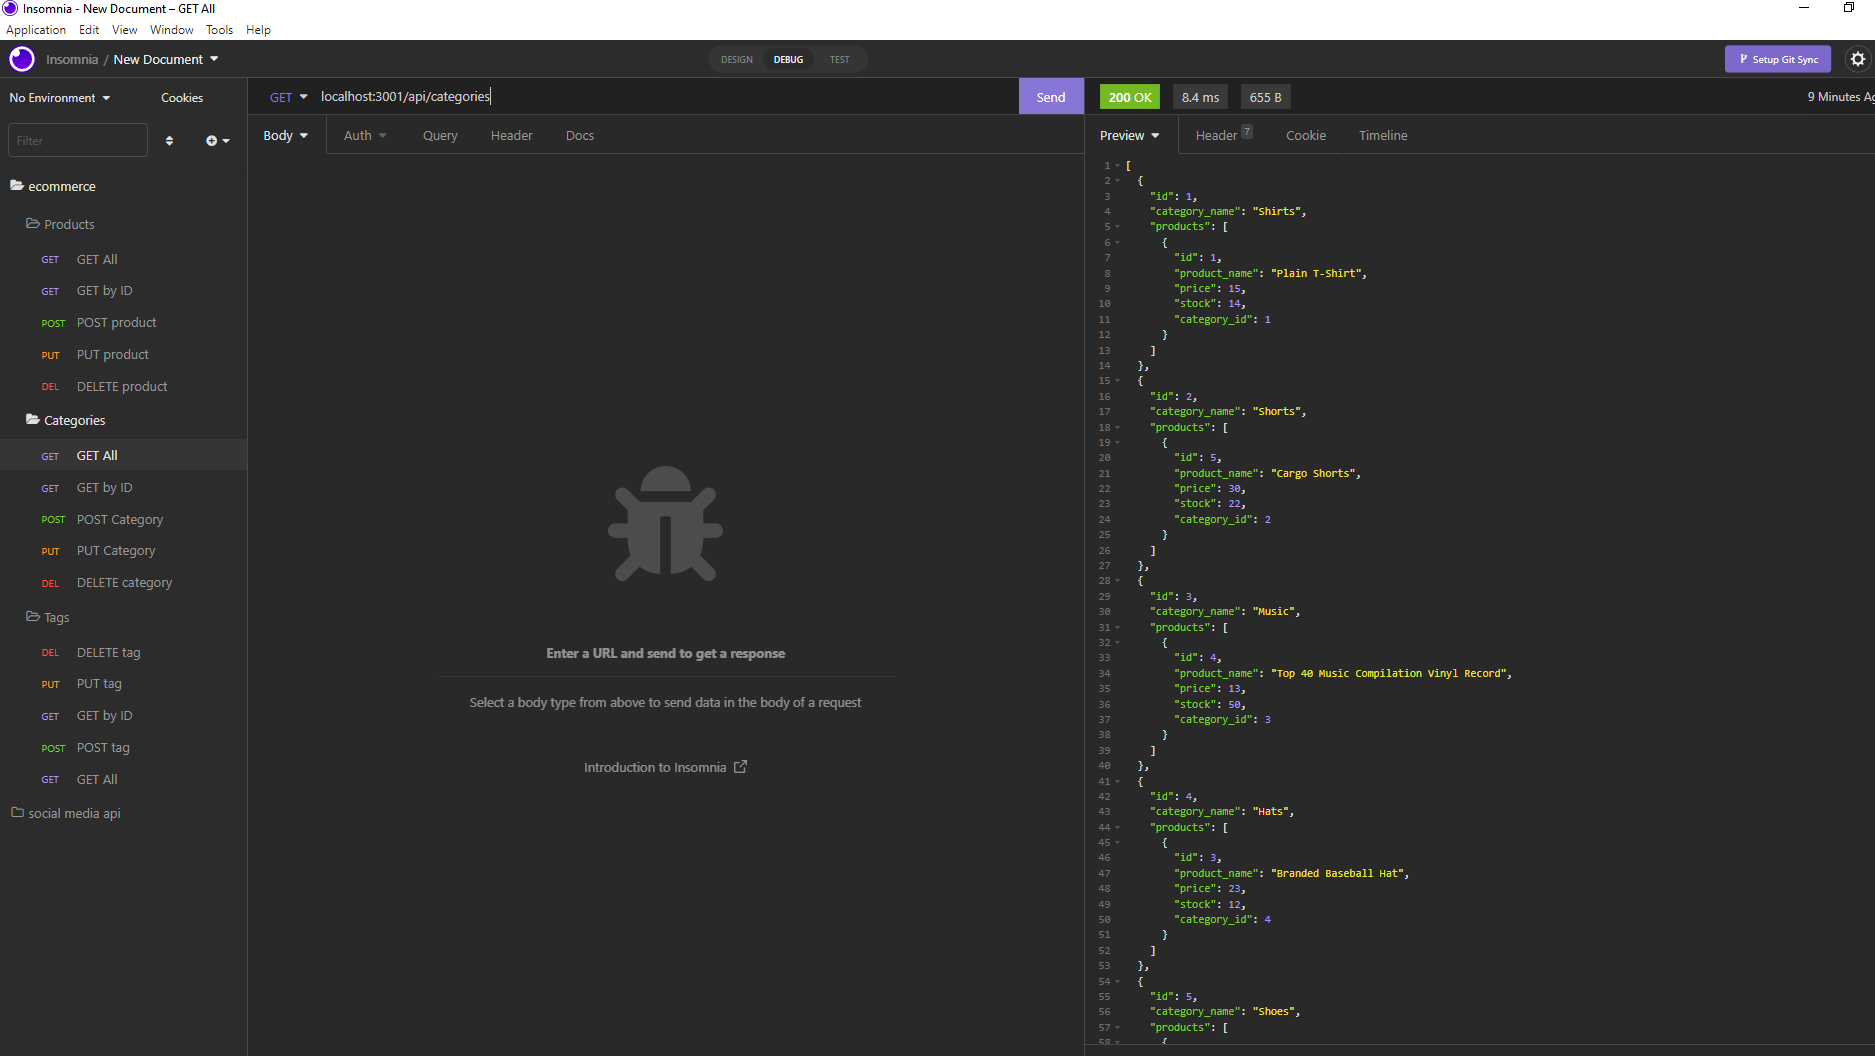 Insomnia - New Document – GET All
Application Edit View Window Tools Help
Insomnia / New Document
DESIGN DEBUG TEST
Setup Git Sync
No Environment
Cookies
Filter
ecommerce
Products
GET GET All
GET GET by ID
POST POST product
PUT PUT product
DEL DELETE product
Categories
GET GET All
GET GET by ID
POST POST Category
PUT PUT Category
DEL DELETE category
Tags
DEL DELETE tag
PUT PUT tag
GET GET by ID
POST POST tag
GET GET All
social media api
GET localhost:3001/api/categories
Send
Body Auth Query Header Docs
Enter a URL and send to get a response
Select a body type from above to send data in the body of a request
Introduction to Insomnia
200 OK 8.4 ms 655 B 9 Minutes Ag
Preview Header 7 Cookie Timeline
1 [
2 {
3 "id": 1,
4 "category_name": "Shirts",
5 "products": [
6 {
7 "id": 1,
8 "product_name": "Plain T-Shirt",
9 "price": 15,
10 "stock": 14,
11 "category_id": 1
12 }
13 ]
14 },
15 {
16 "id": 2,
17 "category_name": "Shorts",
18 "products": [
19 {
20 "id": 5,
21 "product_name": "Cargo Shorts",
22 "price": 30,
23 "stock": 22,
24 "category_id": 2
25 }
26 ]
27 },
28 {
29 "id": 3,
30 "category_name": "Music",
31 "products": [
32 {
33 "id": 4,
34 "product_name": "Top 40 Music Compilation Vinyl Record",
35 "price": 13,
36 "stock": 50,
37 "category_id": 3
38 }
39 ]
40 },
41 {
42 "id": 4,
43 "category_name": "Hats",
44 "products": [
45 {
46 "id": 3,
47 "product_name": "Branded Baseball Hat",
48 "price": 23,
49 "stock": 12,
50 "category_id": 4
51 }
52 ]
53 },
54 {
55 "id": 5,
56 "category_name": "Shoes",
57 "products": [
58 {